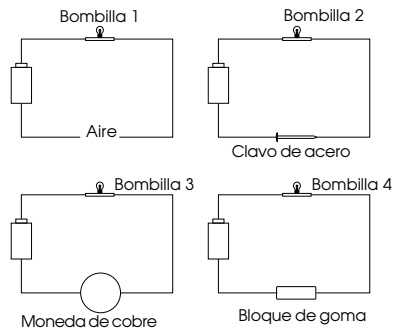 Bombilla 1
Bombilla 2
Aire
Clavo de acero
Bombilla 3
Bombilla 4
Moneda de cobre
Bloque de goma